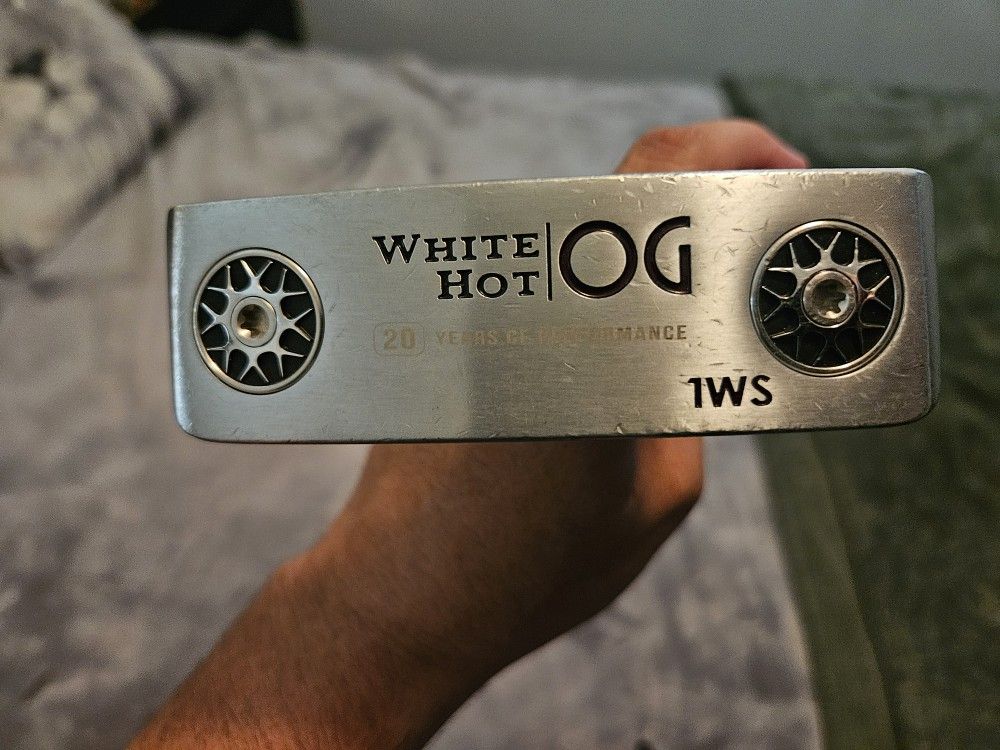 WHITE HOT OG
20 YEARS OF PERFORMANCE
1WS